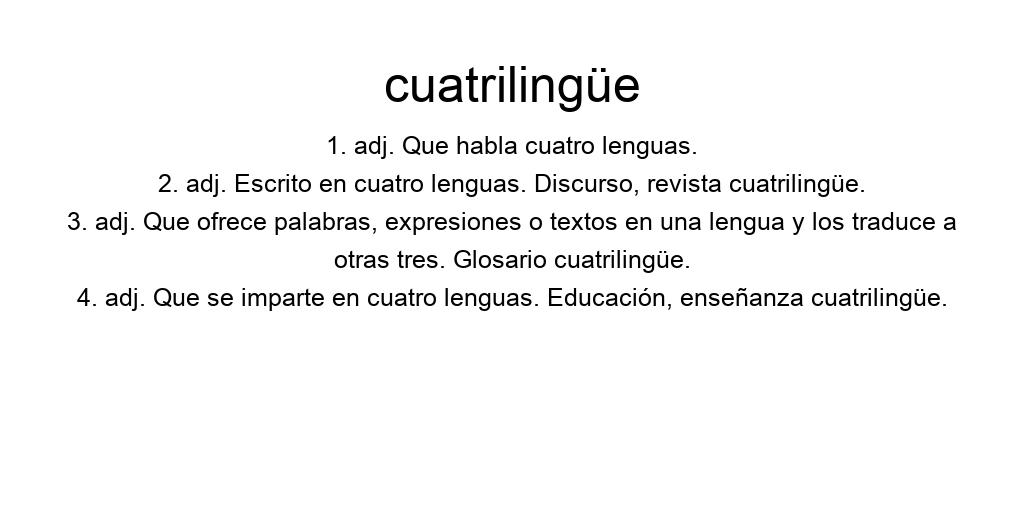 cuatrilingüe
1. adj. Que habla cuatro lenguas.
2. adj. Escrito en cuatro lenguas. Discurso, revista cuatrilingüe.
3. adj. Que ofrece palabras, expresiones o textos en una lengua y los traduce a
otras tres. Glosario cuatrilingüe.
4. adj. Que se imparte en cuatro lenguas. Educación, enseñanza cuatrilingüe.